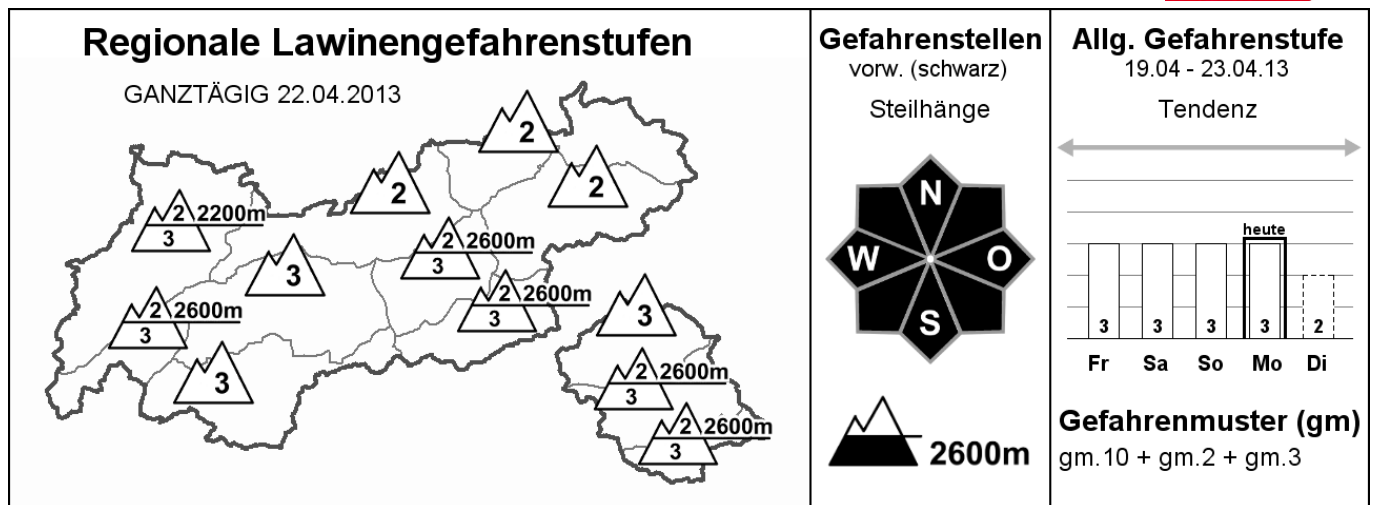 Regionale Lawinengefahrenstufen
GANZTÄGIG 22.04.2013
2
2
2
2 2200m
3
2 2600m
3
3
2 2600m
3
3
2 2600m
3
3
2 2600m
3
2 2600m
3
Gefahrenstellen
vorw. (schwarz)
Steilhänge
N
W O
S
2600m
Allg. Gefahrenstufe
19.04 - 23.04.13
Tendenz
heute
3 3 3 3 2
Fr Sa So Mo Di
Gefahrenmuster (gm)
gm.10 + gm.2 + gm.3